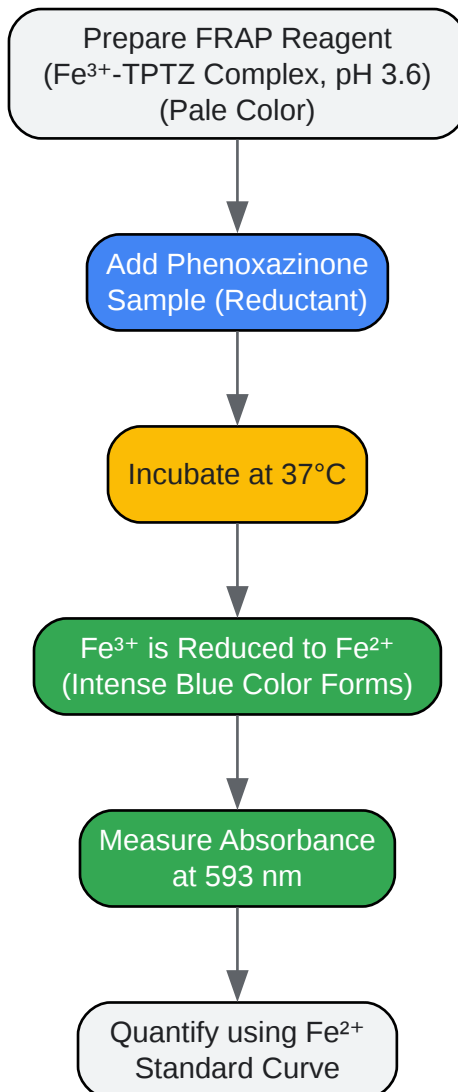 Prepare FRAP Reagent
(Fe³⁺-TPTZ Complex, pH 3.6)
(Pale Color)
Add Phenoxazinone
Sample (Reductant)
Incubate at 37°C
Fe³⁺ is Reduced to Fe²⁺
(Intense Blue Color Forms)
Measure Absorbance
at 593 nm
Quantify using Fe²⁺
Standard Curve